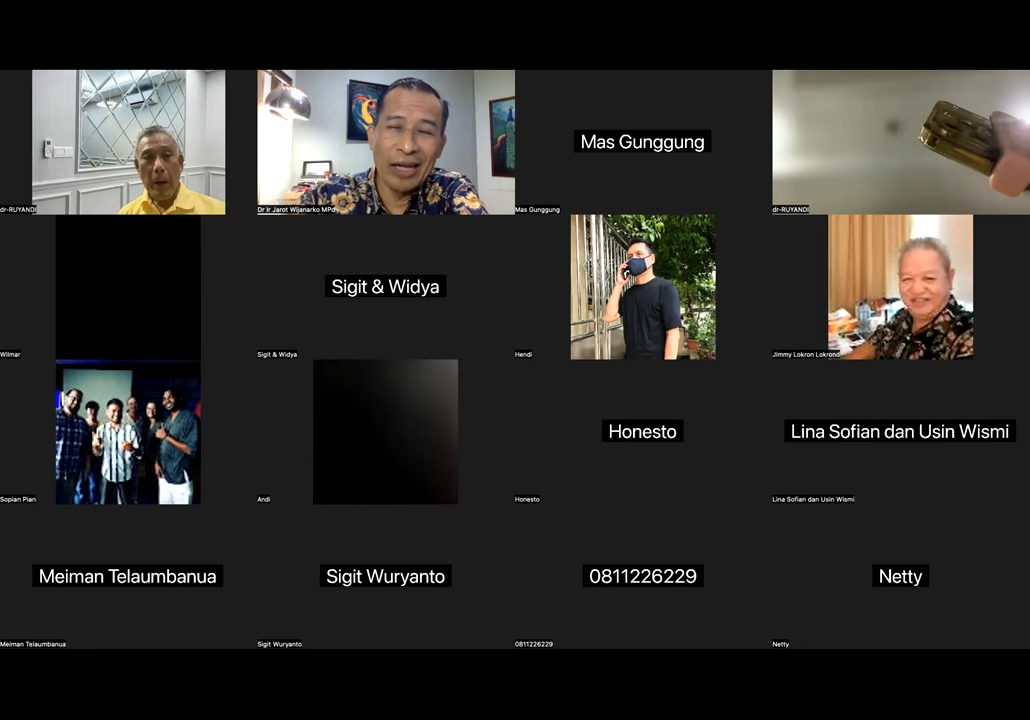 dr-RUYANDI
Dr Ir Jarot Wijanarko MPd
Mas Gunggung
Mas Gunggung
dr-RUYANDI
Wilmar
Sigit & Widya
Sigit & Widya
Hendi
Jimmy Lokron Lokrond
Sopian Pian
Andi
Honesto
Honesto
Lina Sofian dan Usin Wismi
Lina Sofian dan Usin Wismi
Meiman Telaumbanua
Meiman Telaumbanua
Sigit Wuryanto
Sigit Wuryanto
0811226229
0811226229
Netty
Netty